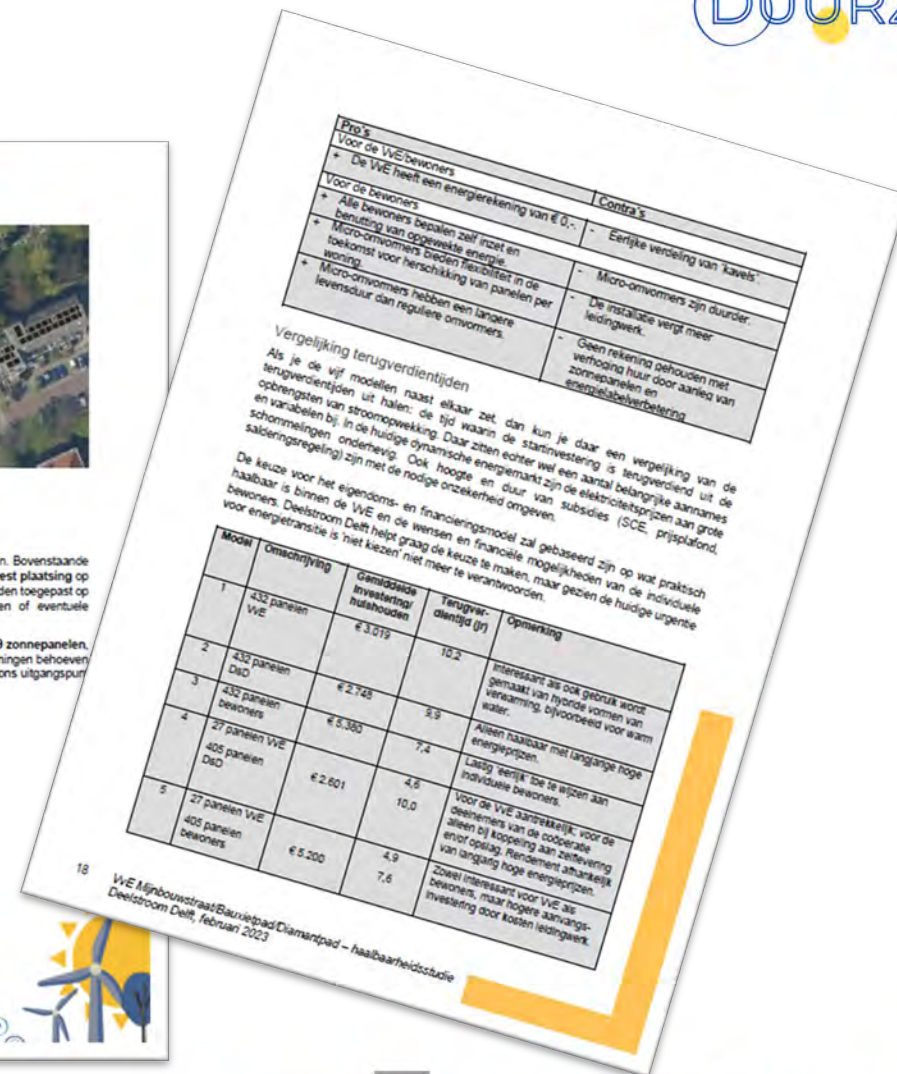 DUURZ
n. Bovenstaande
est plaatsing op
den toegepast op
en of eventuele
9 zonnepanelen,
ningen behoeven
ons uitgangspun
Pro's Contra's
Voor de VvE/bewoners
+ De VvE heeft een energierekening van € 0,-. - Eerlijke verdeling van 'kavels'.
Voor de bewoners
+ Alle bewoners bepalen zelf inzet en
benutting van opgewekte energie. - Micro-omvormers zijn duurder.
+ Micro-omvormers bieden flexibiliteit in de
toekomst voor herschikking van panelen per
woning. - De installatie vergt meer
leidingwerk.
+ Micro-omvormers hebben een langere
levensduur dan reguliere omvormers. - Geen rekening gehouden met
verhoging huur door aanleg van
zonnepanelen en
energielabelverbetering
Vergelijking terugverdientijden
Als je de vijf modellen naast elkaar zet, dan kun je daar een vergelijking van de
terugverdientijden uit halen: de tijd waarin de startinvestering is terugverdiend uit de
opbrengsten van stroomopwekking. Daar zitten echter wel een aantal belangrijke aannames
en variabelen bij. In de huidige dynamische energiemarkt zijn de elektriciteitsprijzen aan grote
schommelingen onderhevig. Ook hoogte en duur van subsidies (SCE, prijsplafond,
salderingsregeling) zijn met de nodige onzekerheid omgeven.
De keuze voor het eigendoms- en financieringsmodel zal gebaseerd zijn op wat praktisch
haalbaar is binnen de VvE en de wensen en financiële mogelijkheden van de individuele
bewoners. Deelstroom Delft helpt graag de keuze te maken, maar gezien de huidige urgentie
voor energietransitie is 'niet kiezen' niet meer te verantwoorden.
Model Omschrijving Gemiddelde
investering/
huishouden Terugver-
dientijd (jr) Opmerking
1 432 panelen
VvE € 3.019 10,2 Interessant als ook gebruik wordt
gemaakt van hybride vormen van
verwarming, bijvoorbeeld voor warm
water.
2 432 panelen
DsD € 2.748 9,9 Alleen haalbaar met langjarige hoge
energieprijzen.
3 432 panelen
bewoners € 5.380 7,4 Lastig 'eerlijk' toe te wijzen aan
individuele bewoners.
4 27 panelen VvE
405 panelen
DsD € 2.601 4,6
10,0 Voor de VvE aantrekkelijk; voor de
deelnemers van de coöperatie
alleen bij koppeling aan zelflevering
en/of opslag. Rendement afhankelijk
van langjarig hoge energieprijzen.
5 27 panelen VvE
405 panelen
bewoners € 5.200 4,9
7,6 Zowel interessant voor VvE als
bewoners, maar hogere aanvangs-
investering door kosten leidingwerk.
18 VvE Mijnbouwstraat/Bauxietpad/Diamantpad – haalbaarheidsstudie
Deelstroom Delft, februari 2023